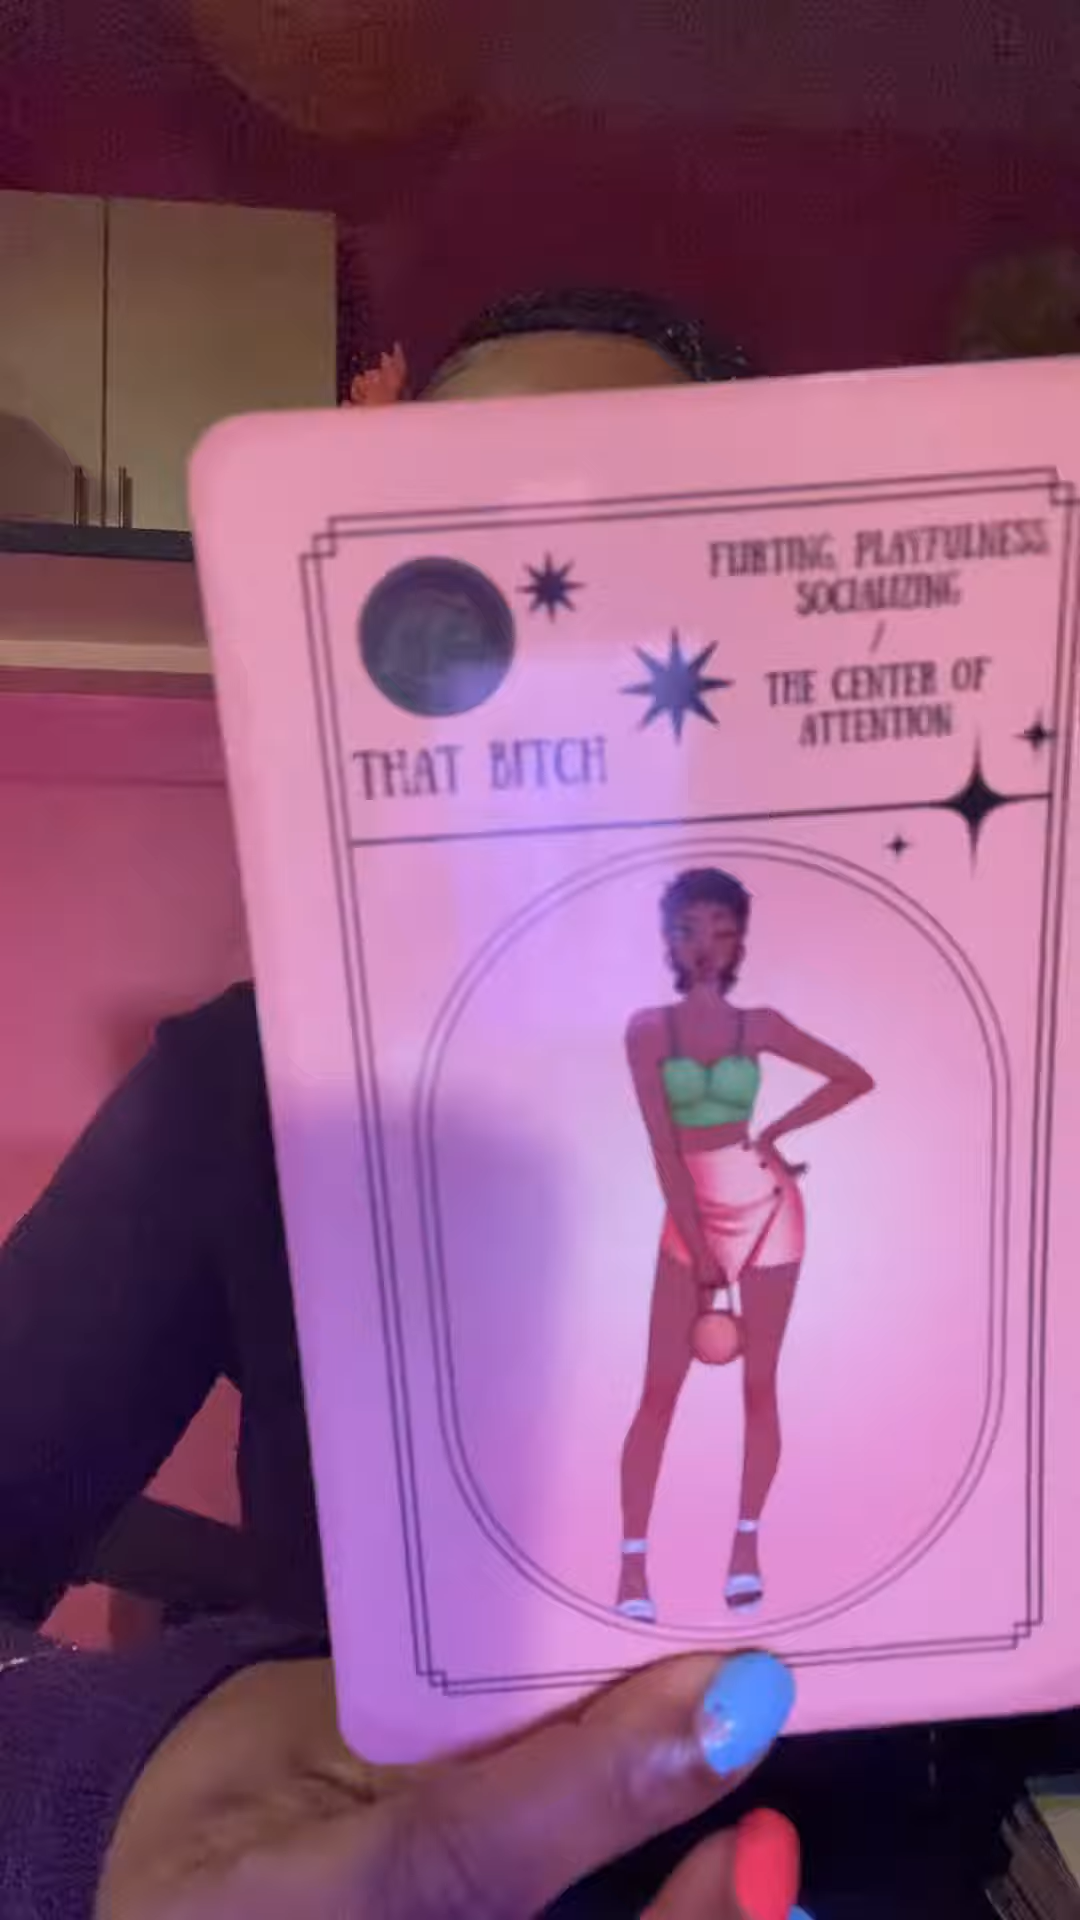 FLIRTING, PLAYFULNESS,
SOCIALIZING
/
THE CENTER OF
ATTENTION
THAT BITCH